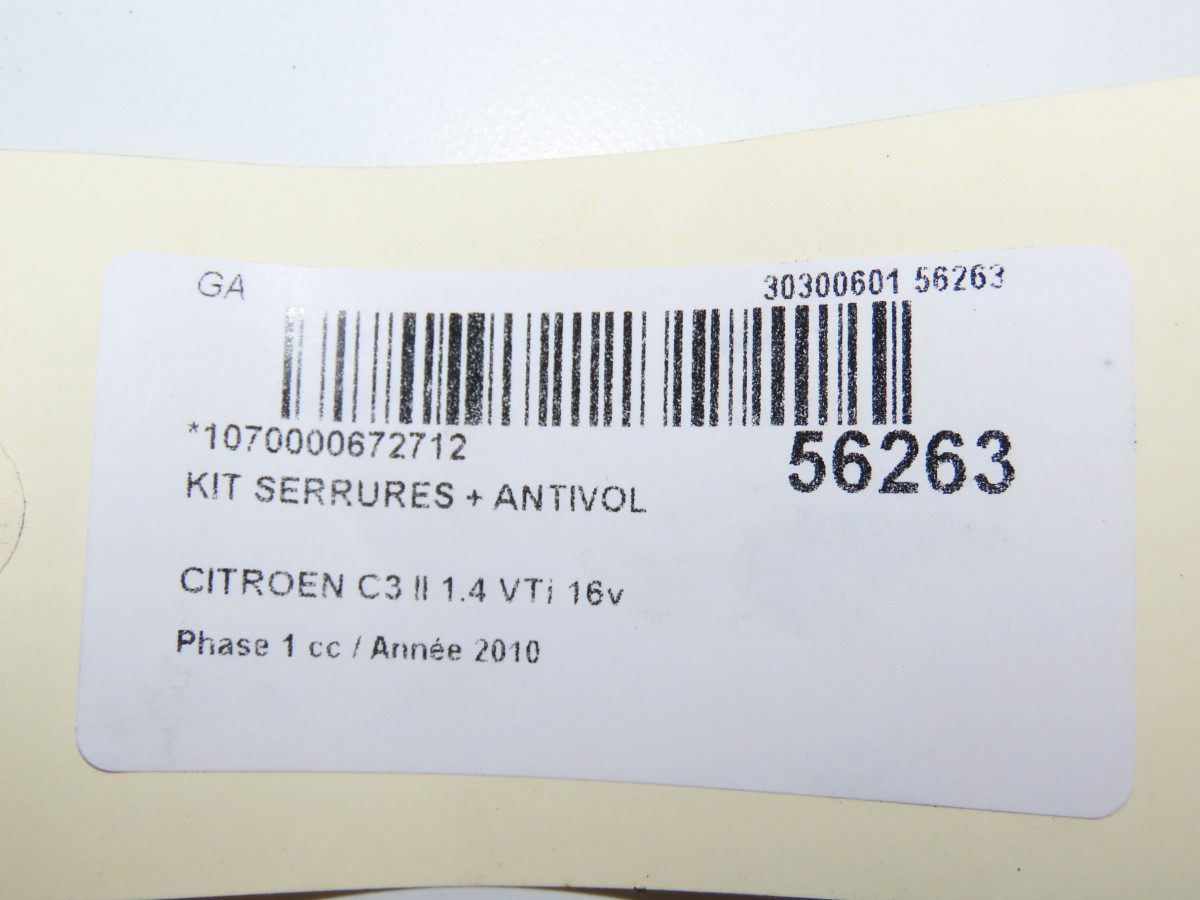 GA 30300601 56263
*1070000672712
56263
KIT SERRURES + ANTIVOL
CITROEN C3 II 1.4 VTi 16v
Phase 1 cc / Année 2010